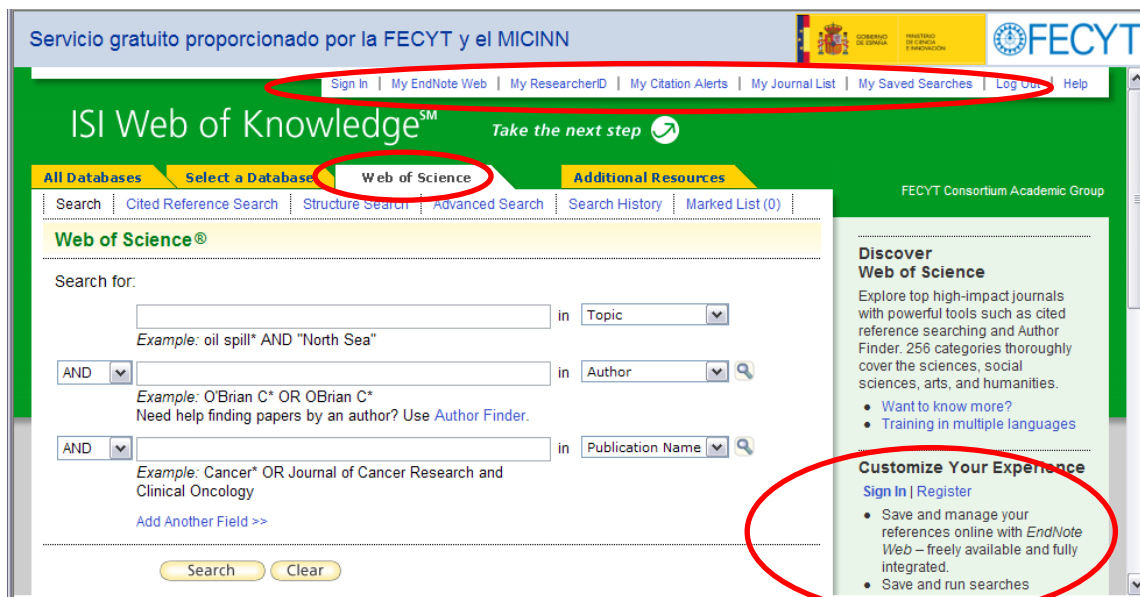 Servicio gratuito proporcionado por la FECYT y el MICINN
GOBIERNO DE ESPAÑA
MINISTERIO DE CIENCIA E INNOVACIÓN
FECYT
Sign In | My EndNote Web | My ResearcherID | My Citation Alerts | My Journal List | My Saved Searches | Log Out | Help
ISI Web of Knowledge℠ Take the next step
All Databases Select a Database Web of Science Additional Resources
FECYT Consortium Academic Group
Search | Cited Reference Search | Structure Search | Advanced Search | Search History | Marked List (0) |
Web of Science®
Search for:
in Topic
Example: oil spill* AND "North Sea"
AND in Author
Example: O'Brian C* OR OBrian C*
Need help finding papers by an author? Use Author Finder.
AND in Publication Name
Example: Cancer* OR Journal of Cancer Research and
Clinical Oncology
Add Another Field >>
Search Clear
Discover
Web of Science
Explore top high-impact journals
with powerful tools such as cited
reference searching and Author
Finder. 256 categories thoroughly
cover the sciences, social
sciences, arts, and humanities.
• Want to know more?
• Training in multiple languages
Customize Your Experience
Sign In | Register
• Save and manage your
references online with EndNote
Web – freely available and fully
integrated.
• Save and run searches